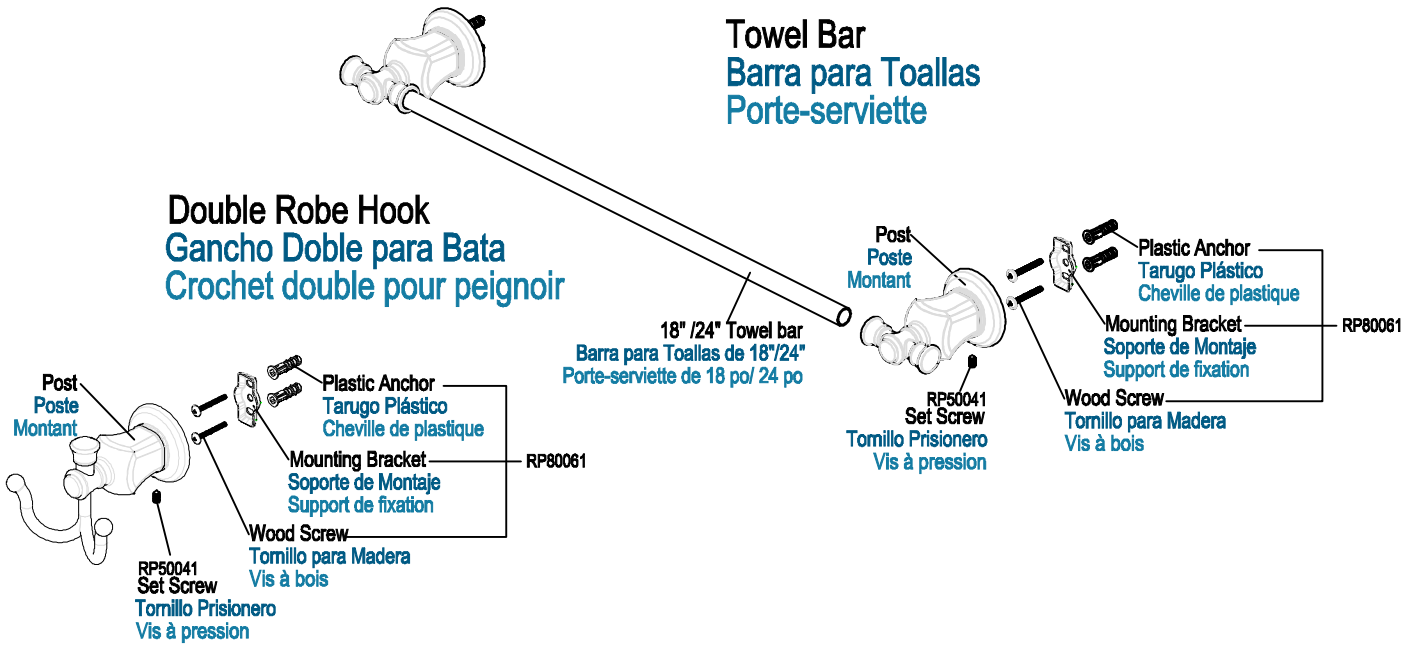 Towel Bar
Barra para Toallas
Porte-serviette
Double Robe Hook
Gancho Doble para Bata
Crochet double pour peignoir
Post
Poste
Montant
Plastic Anchor
Tarugo Plástico
Cheville de plastique
Mounting Bracket
Soporte de Montaje
Support de fixation
RP80061
Wood Screw
Tornillo para Madera
Vis à bois
18" /24" Towel bar
Barra para Toallas de 18"/24"
Porte-serviette de 18 po/ 24 po
RP50041
Set Screw
Tornillo Prisionero
Vis à pression
Post
Poste
Montant
Plastic Anchor
Tarugo Plástico
Cheville de plastique
Mounting Bracket
Soporte de Montaje
Support de fixation
RP80061
Wood Screw
Tornillo para Madera
Vis à bois
RP50041
Set Screw
Tornillo Prisionero
Vis à pression